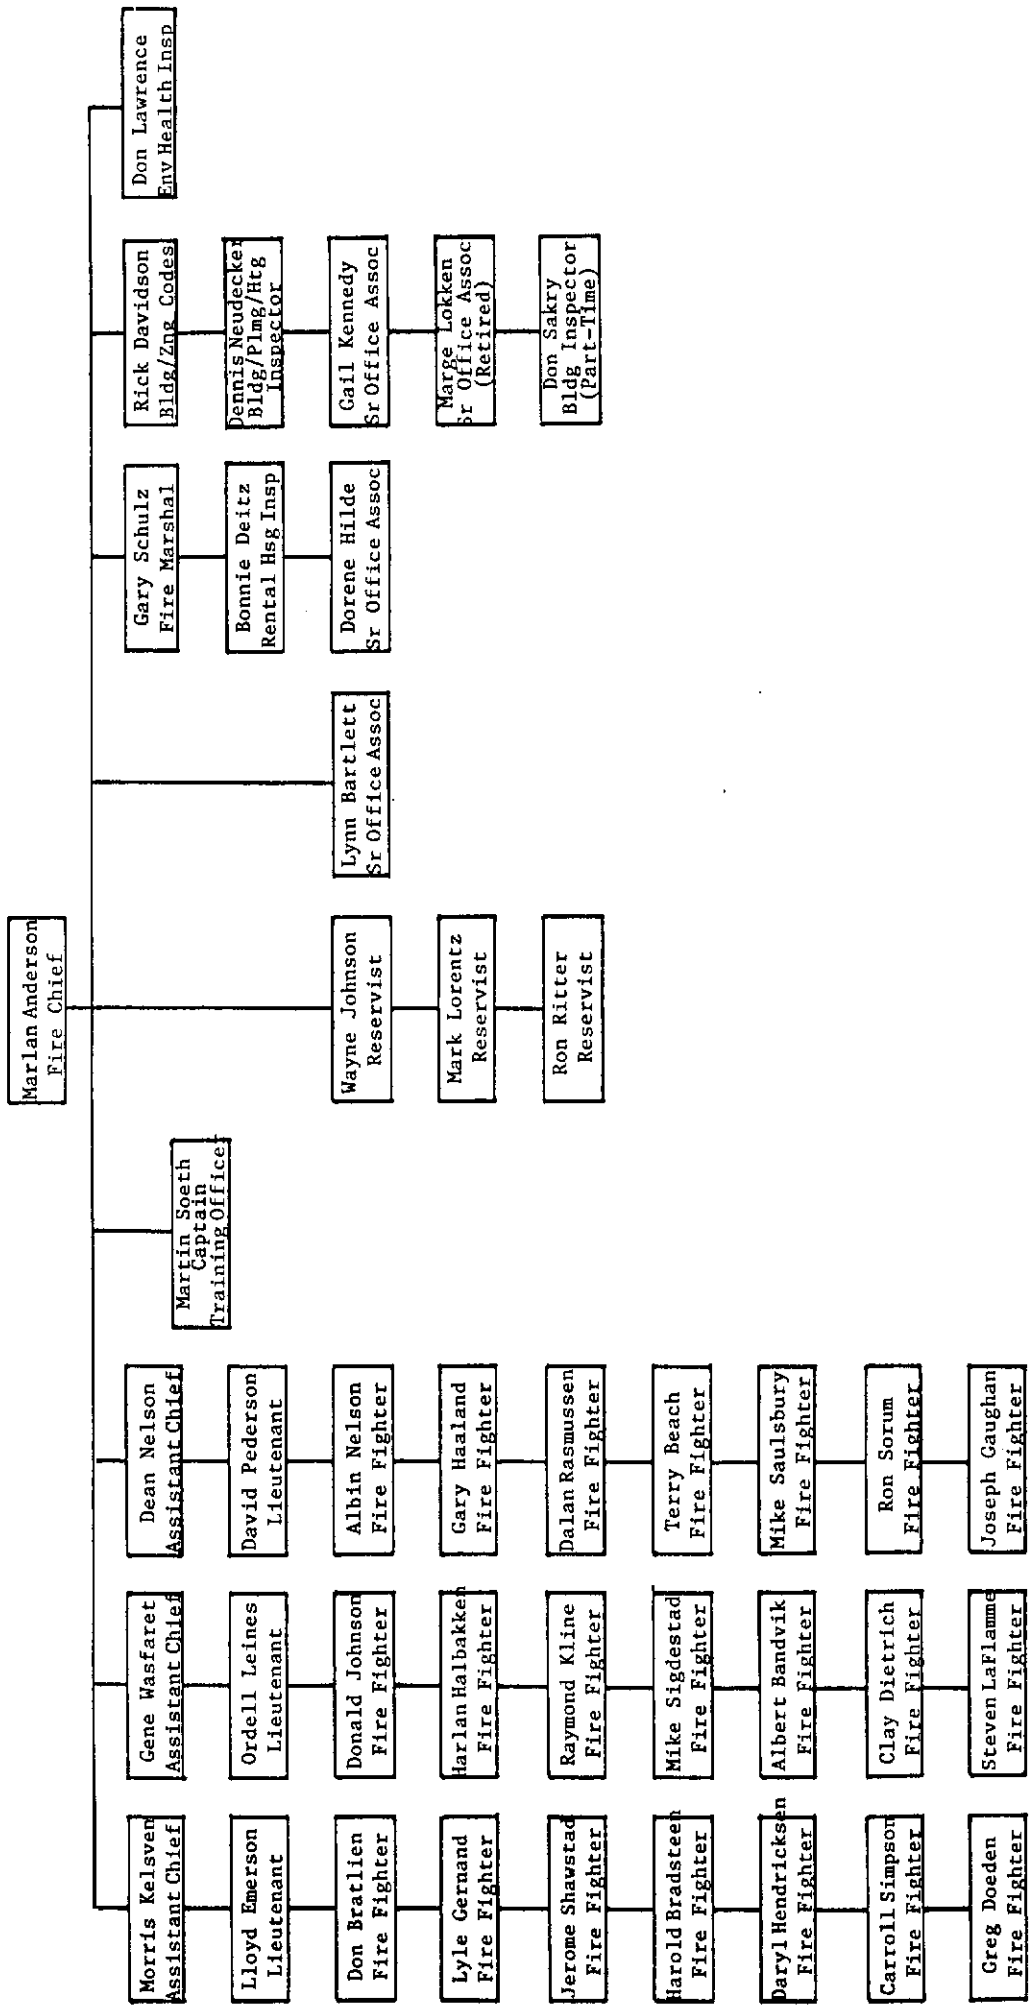 Marlan Anderson
Fire Chief
Morris Kelsven
Assistant Chief
Lloyd Emerson
Lieutenant
Don Bratlien
Fire Fighter
Lyle Gernand
Fire Fighter
Jerome Shawstad
Fire Fighter
Harold Bradsteen
Fire Fighter
Daryl Hendricksen
Fire Fighter
Carroll Simpson
Fire Fighter
Greg Doeden
Fire Fighter
Gene Wasfaret
Assistant Chief
Ordell Leines
Lieutenant
Donald Johnson
Fire Fighter
Harlan Halbakken
Fire Fighter
Raymond Kline
Fire Fighter
Mike Sigdestad
Fire Fighter
Albert Bandvik
Fire Fighter
Clay Dietrich
Fire Fighter
Steven LaFlamme
Fire Fighter
Dean Nelson
Assistant Chief
David Pederson
Lieutenant
Albin Nelson
Fire Fighter
Gary Haaland
Fire Fighter
Dalan Rasmussen
Fire Fighter
Terry Beach
Fire Fighter
Mike Saulsbury
Fire Fighter
Ron Sorum
Fire Fighter
Joseph Gaughan
Fire Fighter
Martin Soeth
Captain
Training Officer
Wayne Johnson
Reservist
Mark Lorentz
Reservist
Ron Ritter
Reservist
Lynn Bartlett
Sr Office Assoc
Gary Schulz
Fire Marshal
Bonnie Deitz
Rental Hsg Insp
Dorene Hilde
Sr Office Assoc
Rick Davidson
Bldg/Zng Codes
Dennis Neudecker
Bldg/Plmg/Htg
Inspector
Gail Kennedy
Sr Office Assoc
Marge Lokken
Sr Office Assoc
(Retired)
Don Sakry
Bldg Inspector
(Part-Time)
Don Lawrence
Env Health Insp